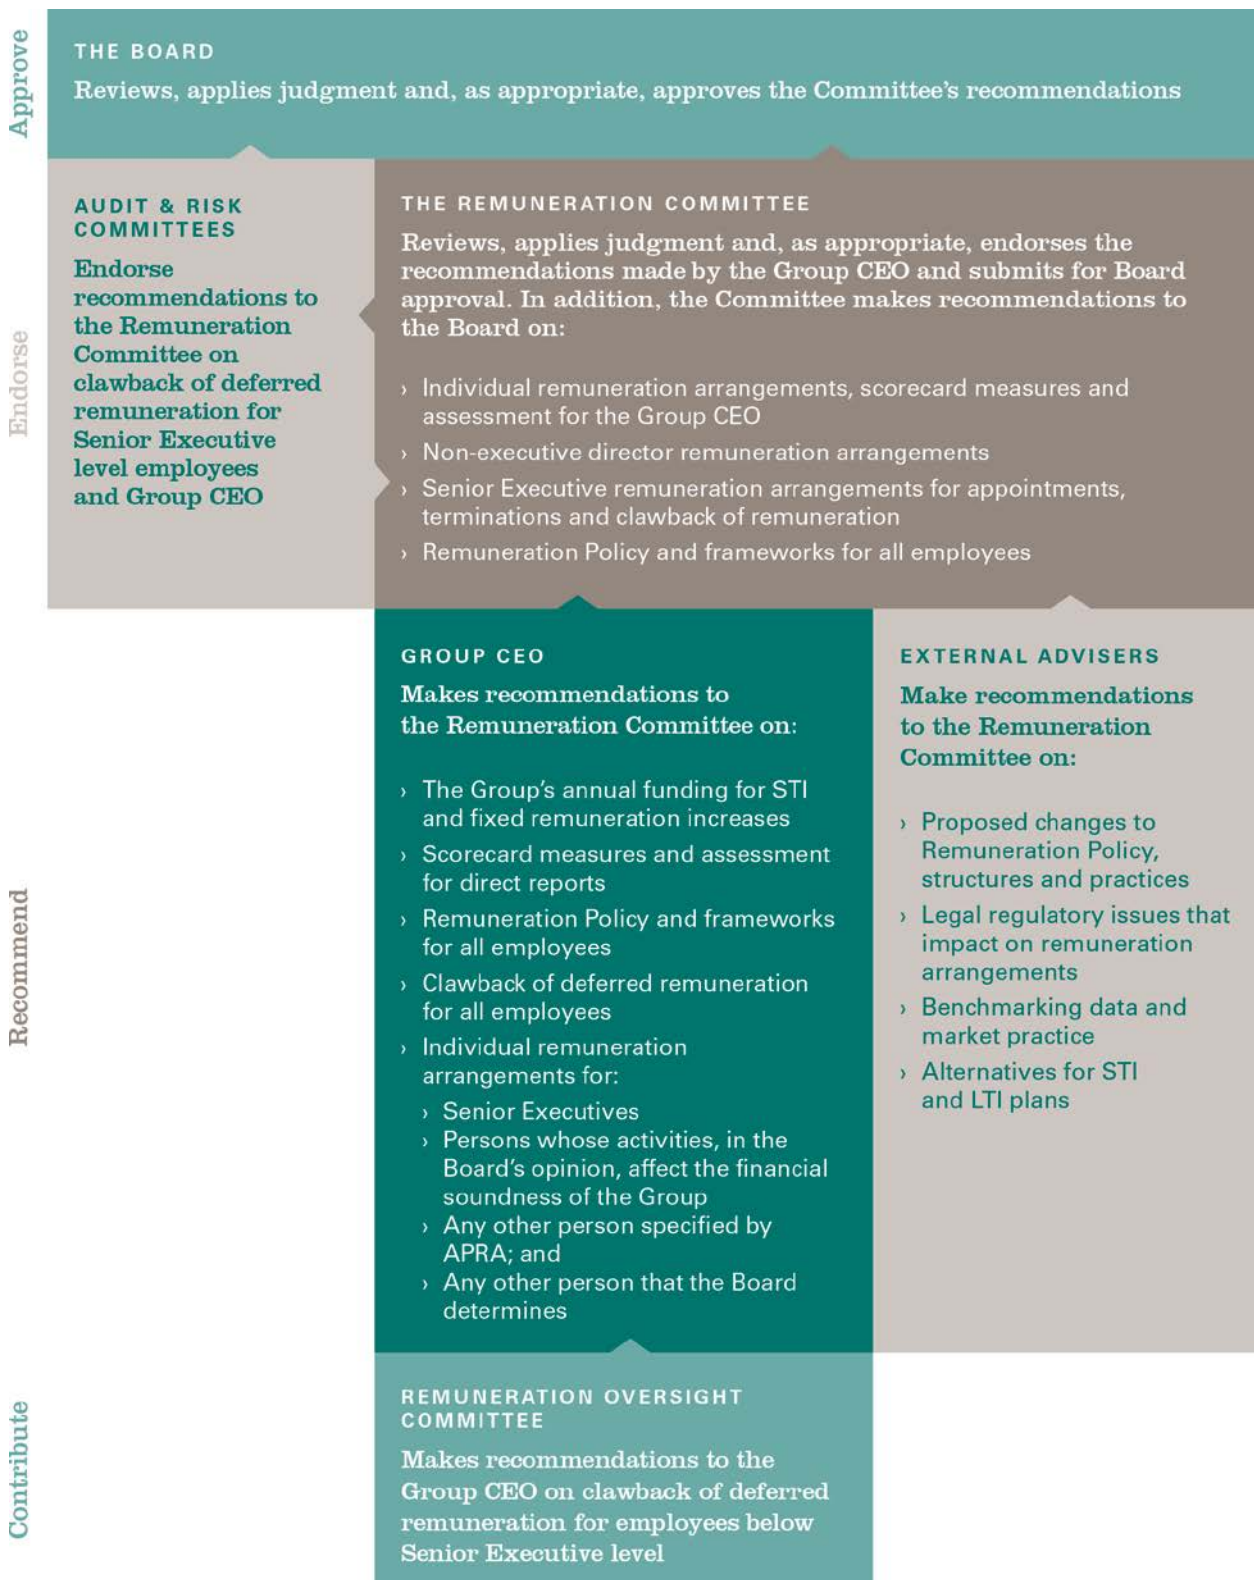 Approve
THE BOARD
Reviews, applies judgment and, as appropriate, approves the Committee's recommendations
Endorse
AUDIT & RISK
COMMITTEES
Endorse
recommendations to
the Remuneration
Committee on
clawback of deferred
remuneration for
Senior Executive
level employees
and Group CEO
THE REMUNERATION COMMITTEE
Reviews, applies judgment and, as appropriate, endorses the
recommendations made by the Group CEO and submits for Board
approval. In addition, the Committee makes recommendations to
the Board on:
› Individual remuneration arrangements, scorecard measures and
assessment for the Group CEO
› Non-executive director remuneration arrangements
› Senior Executive remuneration arrangements for appointments,
terminations and clawback of remuneration
› Remuneration Policy and frameworks for all employees
Recommend
GROUP CEO
Makes recommendations to
the Remuneration Committee on:
› The Group's annual funding for STI
and fixed remuneration increases
› Scorecard measures and assessment
for direct reports
› Remuneration Policy and frameworks
for all employees
› Clawback of deferred remuneration
for all employees
› Individual remuneration
arrangements for:
› Senior Executives
› Persons whose activities, in the
Board's opinion, affect the financial
soundness of the Group
› Any other person specified by
APRA; and
› Any other person that the Board
determines
EXTERNAL ADVISERS
Make recommendations
to the Remuneration
Committee on:
› Proposed changes to
Remuneration Policy,
structures and practices
› Legal regulatory issues that
impact on remuneration
arrangements
› Benchmarking data and
market practice
› Alternatives for STI
and LTI plans
Contribute
REMUNERATION OVERSIGHT
COMMITTEE
Makes recommendations to the
Group CEO on clawback of deferred
remuneration for employees below
Senior Executive level